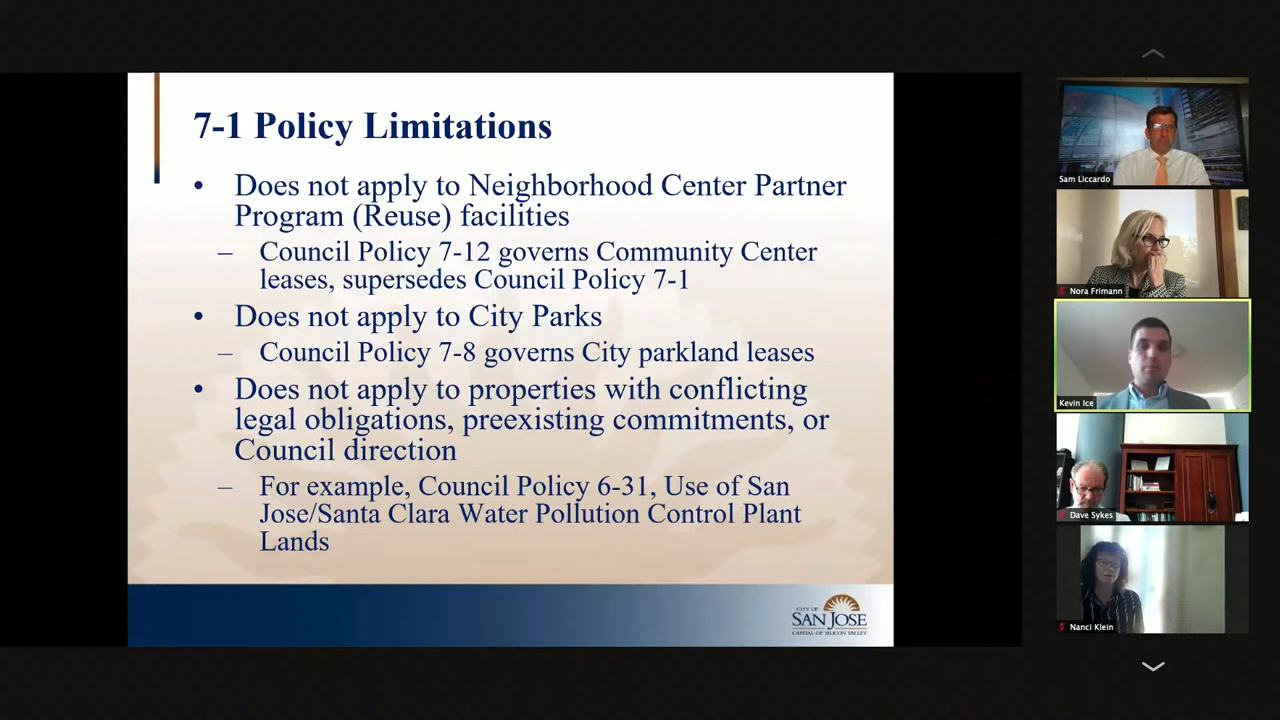 7-1 Policy Limitations
• Does not apply to Neighborhood Center Partner
Program (Reuse) facilities
– Council Policy 7-12 governs Community Center
leases, supersedes Council Policy 7-1
• Does not apply to City Parks
– Council Policy 7-8 governs City parkland leases
• Does not apply to properties with conflicting
legal obligations, preexisting commitments, or
Council direction
– For example, Council Policy 6-31, Use of San
Jose/Santa Clara Water Pollution Control Plant
Lands
CITY OF
SAN JOSE
CAPITAL OF SILICON VALLEY
Sam Liccardo
Nora Frimann
Kevin Ice
Dave Sykes
Nanci Klein